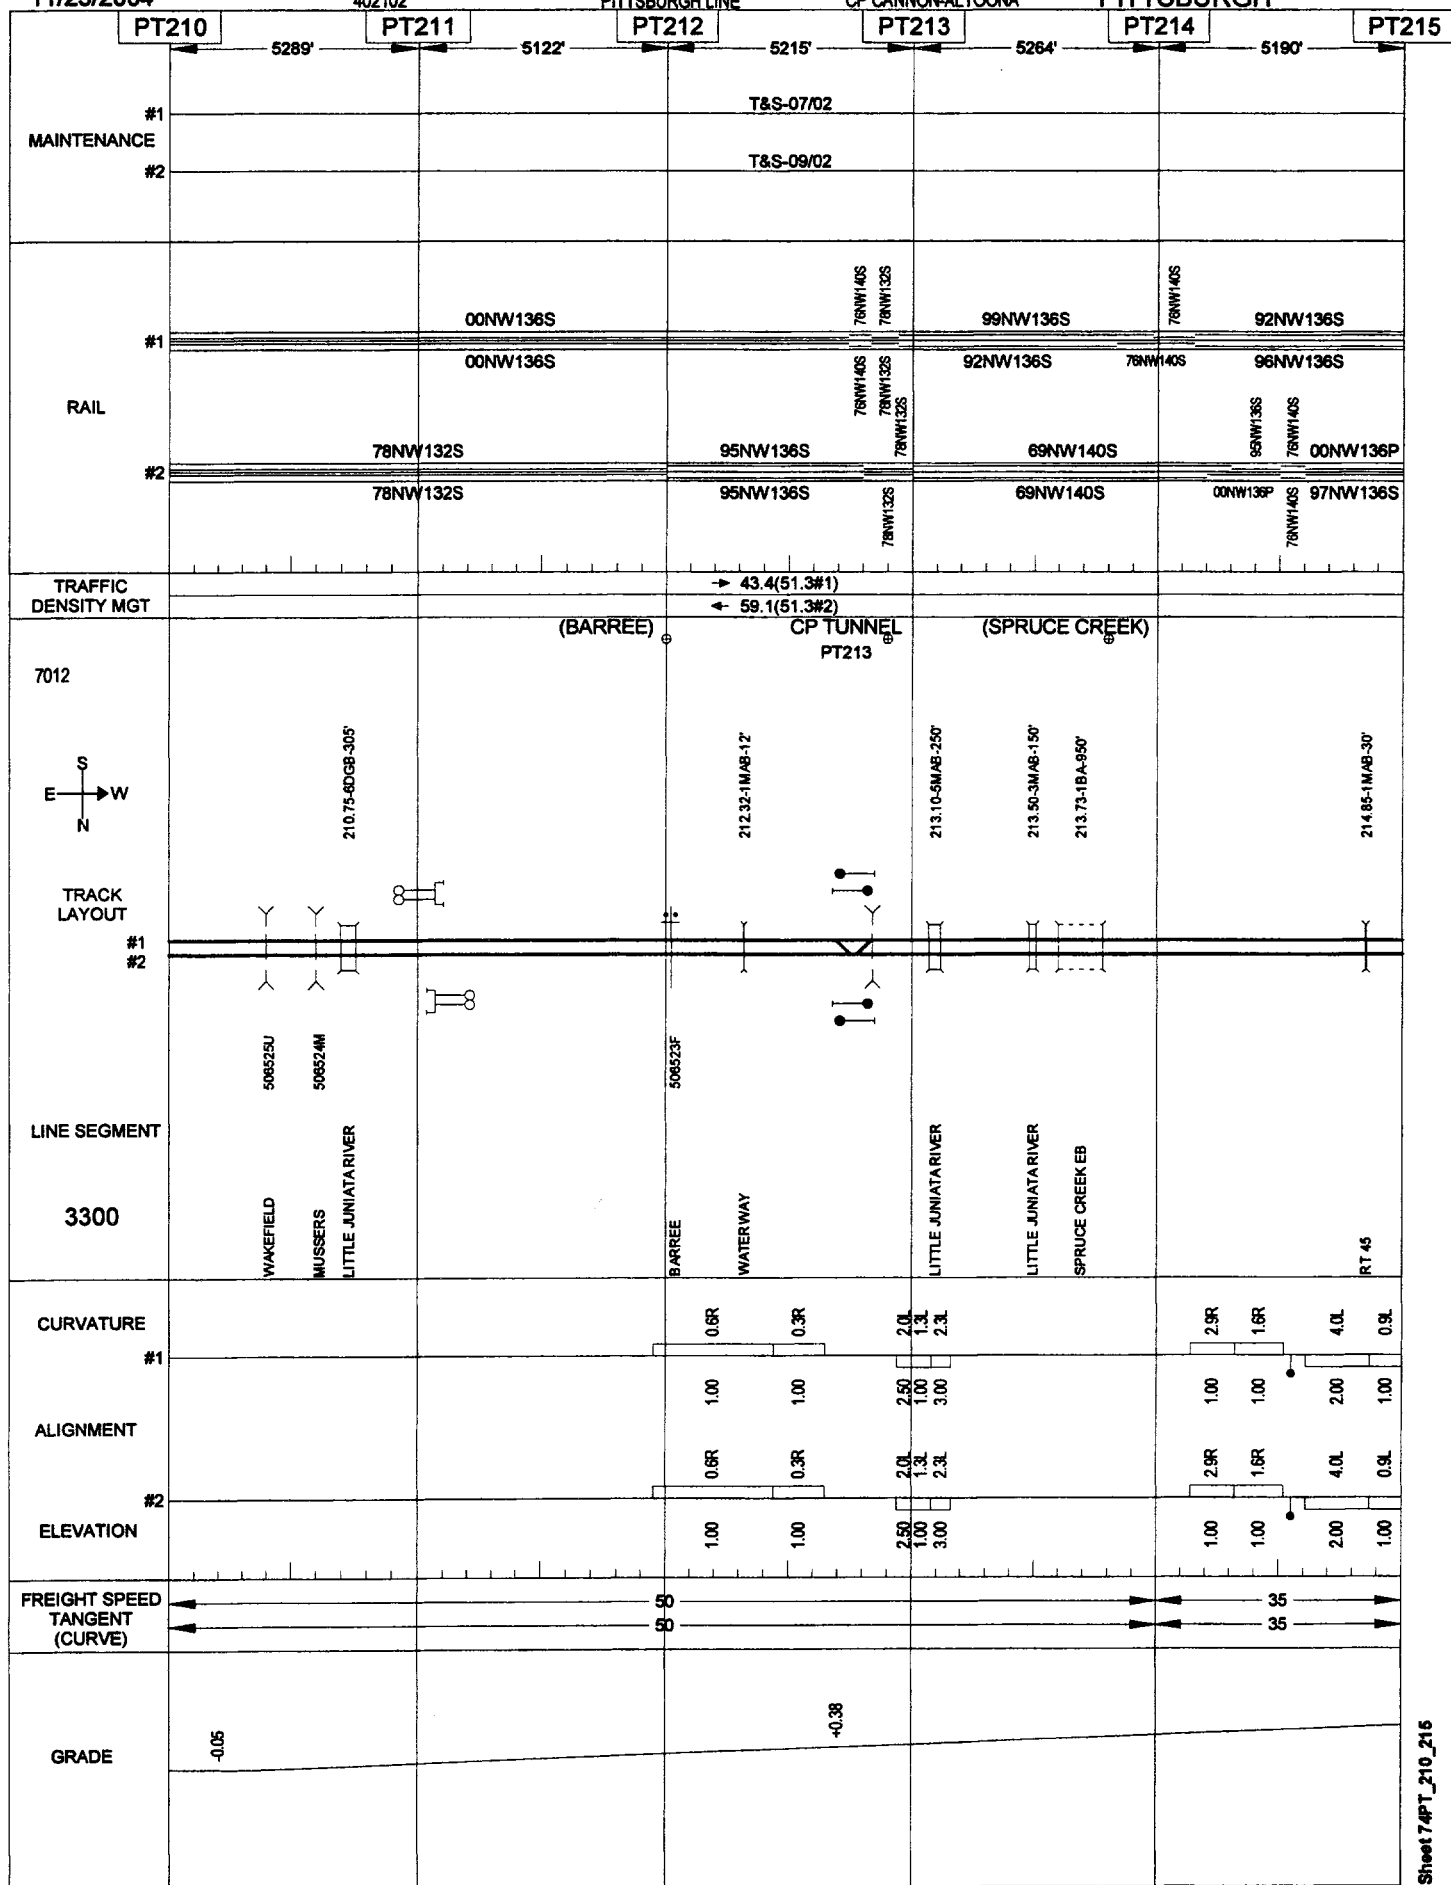 402102 PITTSBURGH LINE CP CANNON-ALTOONA PITTSBURGH
PT210 PT211 PT212 PT213 PT214 PT215
5289' 5122' 5215' 5264' 5190'
MAINTENANCE
#1 T&S-07/02
#2 T&S-09/02
RAIL
76NW140S 78NW132S 76NW140S
00NW136S 99NW136S 92NW136S
#1
00NW136S 92NW136S 76NW140S 96NW136S
76NW140S 78NW132S 78NW132S 95NW136S 76NW140S
78NW132S 95NW136S 69NW140S 00NW136P
#2
78NW132S 95NW136S 69NW140S 00NW136P 97NW136S
78NW132S 76NW140S
TRAFFIC
DENSITY MGT
43.4(51.3#1)
59.1(51.3#2)
(BARREE) CP TUNNEL (SPRUCE CREEK)
PT213
7012
S
E W
N
210.75-6DGB-305' 212.32-1MAB-12' 213.10-5MAB-250' 213.50-3MAB-150' 213.73-1BA-950' 214.85-1MAB-30'
TRACK
LAYOUT
#1
#2
506525U 506524M 506523F
LINE SEGMENT
3300
WAKEFIELD
MUSSERS
LITTLE JUNIATA RIVER
BARREE
WATERWAY
LITTLE JUNIATA RIVER
LITTLE JUNIATA RIVER
SPRUCE CREEK EB
RT 45
CURVATURE
0.6R 0.3R 2.0L 1.3L 2.3L 2.9R 1.6R 4.0L 0.9L
#1
1.00 1.00 2.50 1.00 3.00 1.00 1.00 2.00 1.00
ALIGNMENT
0.6R 0.3R 2.0L 1.3L 2.3L 2.9R 1.6R 4.0L 0.9L
#2
ELEVATION
1.00 1.00 2.50 1.00 3.00 1.00 1.00 2.00 1.00
FREIGHT SPEED
TANGENT
(CURVE)
50 35
50 35
GRADE
-0.05 +0.38
Sheet 74PT_210_215